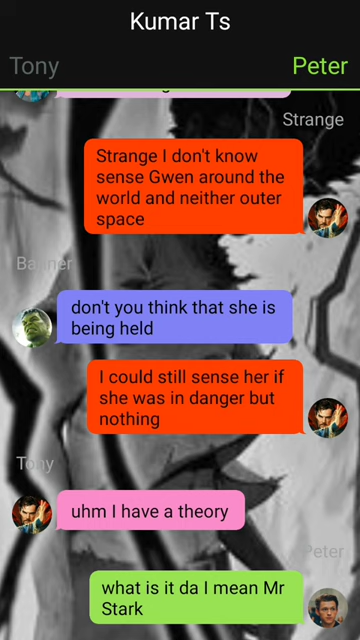 Kumar Ts
Tony
Peter
Strange
Strange I don't know
sense Gwen around the
world and neither outer
space
Banner
don't you think that she is
being held
I could still sense her if
she was in danger but
nothing
Tony
uhm I have a theory
Peter
what is it da I mean Mr
Stark